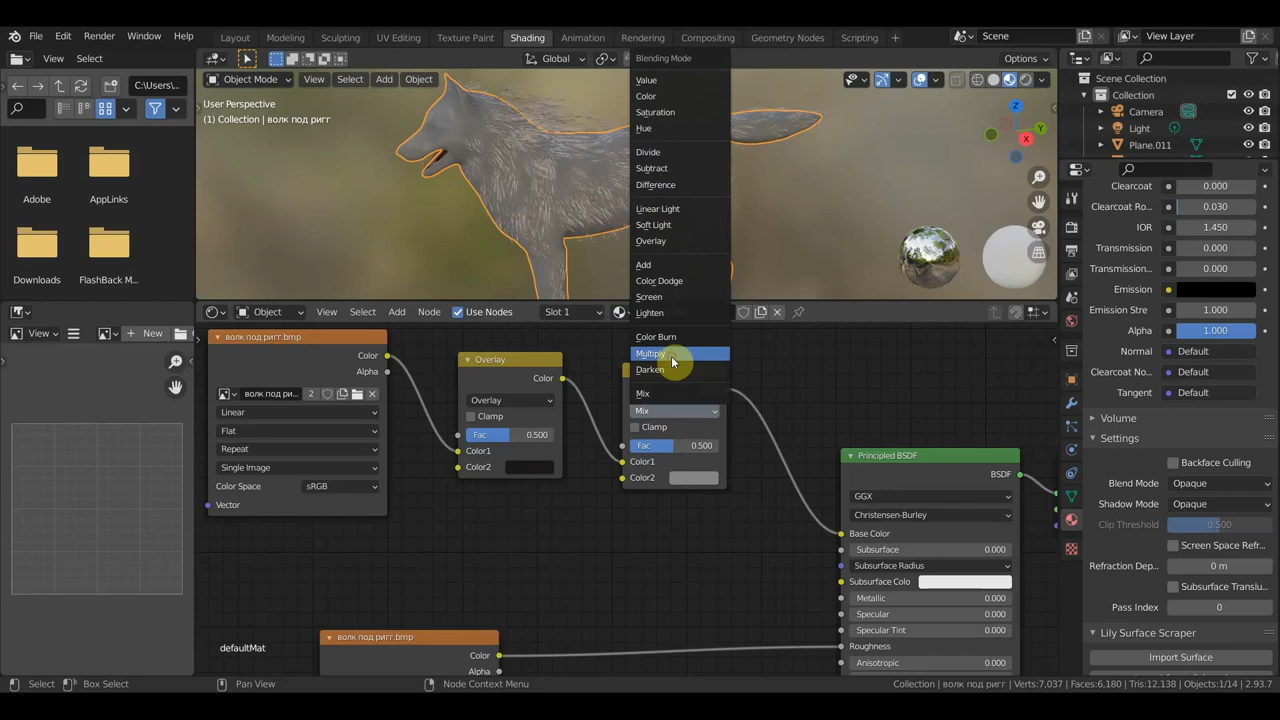 File Edit Render Window Help
Layout Modeling Sculpting UV Editing Texture Paint Shading Animation Rendering Compositing Geometry Nodes Scripting +
Scene View Layer
View Select
C:\Users\...
Adobe AppLinks
Downloads FlashBack M...
Object Mode View Select Add Object
Global
Options
User Perspective
(1) Collection | волк под ригг
Z
Y
X
Blending Mode
Value
Color
Saturation
Hue
Divide
Subtract
Difference
Linear Light
Soft Light
Overlay
Add
Color Dodge
Screen
Lighten
Color Burn
Multiply
Darken
Mix
Scene Collection
Collection
Camera
Light
Plane.011
View + New
Object View Select Add Node Use Nodes Slot 1
волк под ригг.bmp
Color
Alpha
волк под ри... 2
Linear
Flat
Repeat
Single Image
Color Space sRGB
Vector
Overlay
Color
Overlay
Clamp
Fac 0.500
Color1
Color2
Mix
Clamp
Fac 0.500
Color1
Color2
Principled BSDF
BSDF
GGX
Christensen-Burley
Base Color
Subsurface 0.000
Subsurface Radius
Subsurface Colo
Metallic 0.000
Specular 0.000
Specular Tint 0.000
Roughness
Anisotropic 0.000
defaultMat
волк под ригг.bmp
Color
Alpha
Clearcoat 0.000
Clearcoat Ro... 0.030
IOR 1.450
Transmission 0.000
Transmission ... 0.000
Emission
Emission Stre 1.000
Alpha 1.000
Normal Default
Clearcoat No... Default
Tangent Default
Volume
Settings
Backface Culling
Blend Mode Opaque
Shadow Mode Opaque
Clip Threshold 0.500
Screen Space Refr...
Refraction Dep... 0 m
Subsurface Translu...
Pass Index 0
Lily Surface Scraper
Import Surface
Select Box Select Pan View Node Context Menu
Collection | волк под ригг | Verts:7,037 | Faces:6,180 | Tris:12,138 | Objects:1/14 | 2.93.7